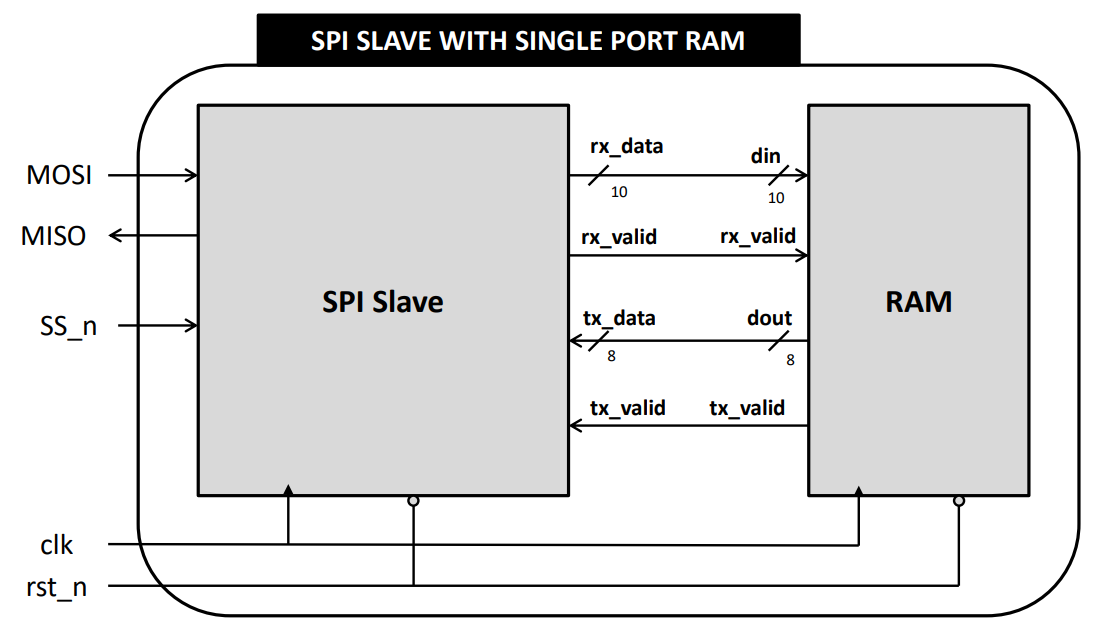 SPI SLAVE WITH SINGLE PORT RAM
rx_data
din
MOSI
10
10
MISO
rx_valid
rx_valid
SPI Slave
RAM
SS_n
tx_data
dout
8
8
tx_valid
tx_valid
clk
rst_n